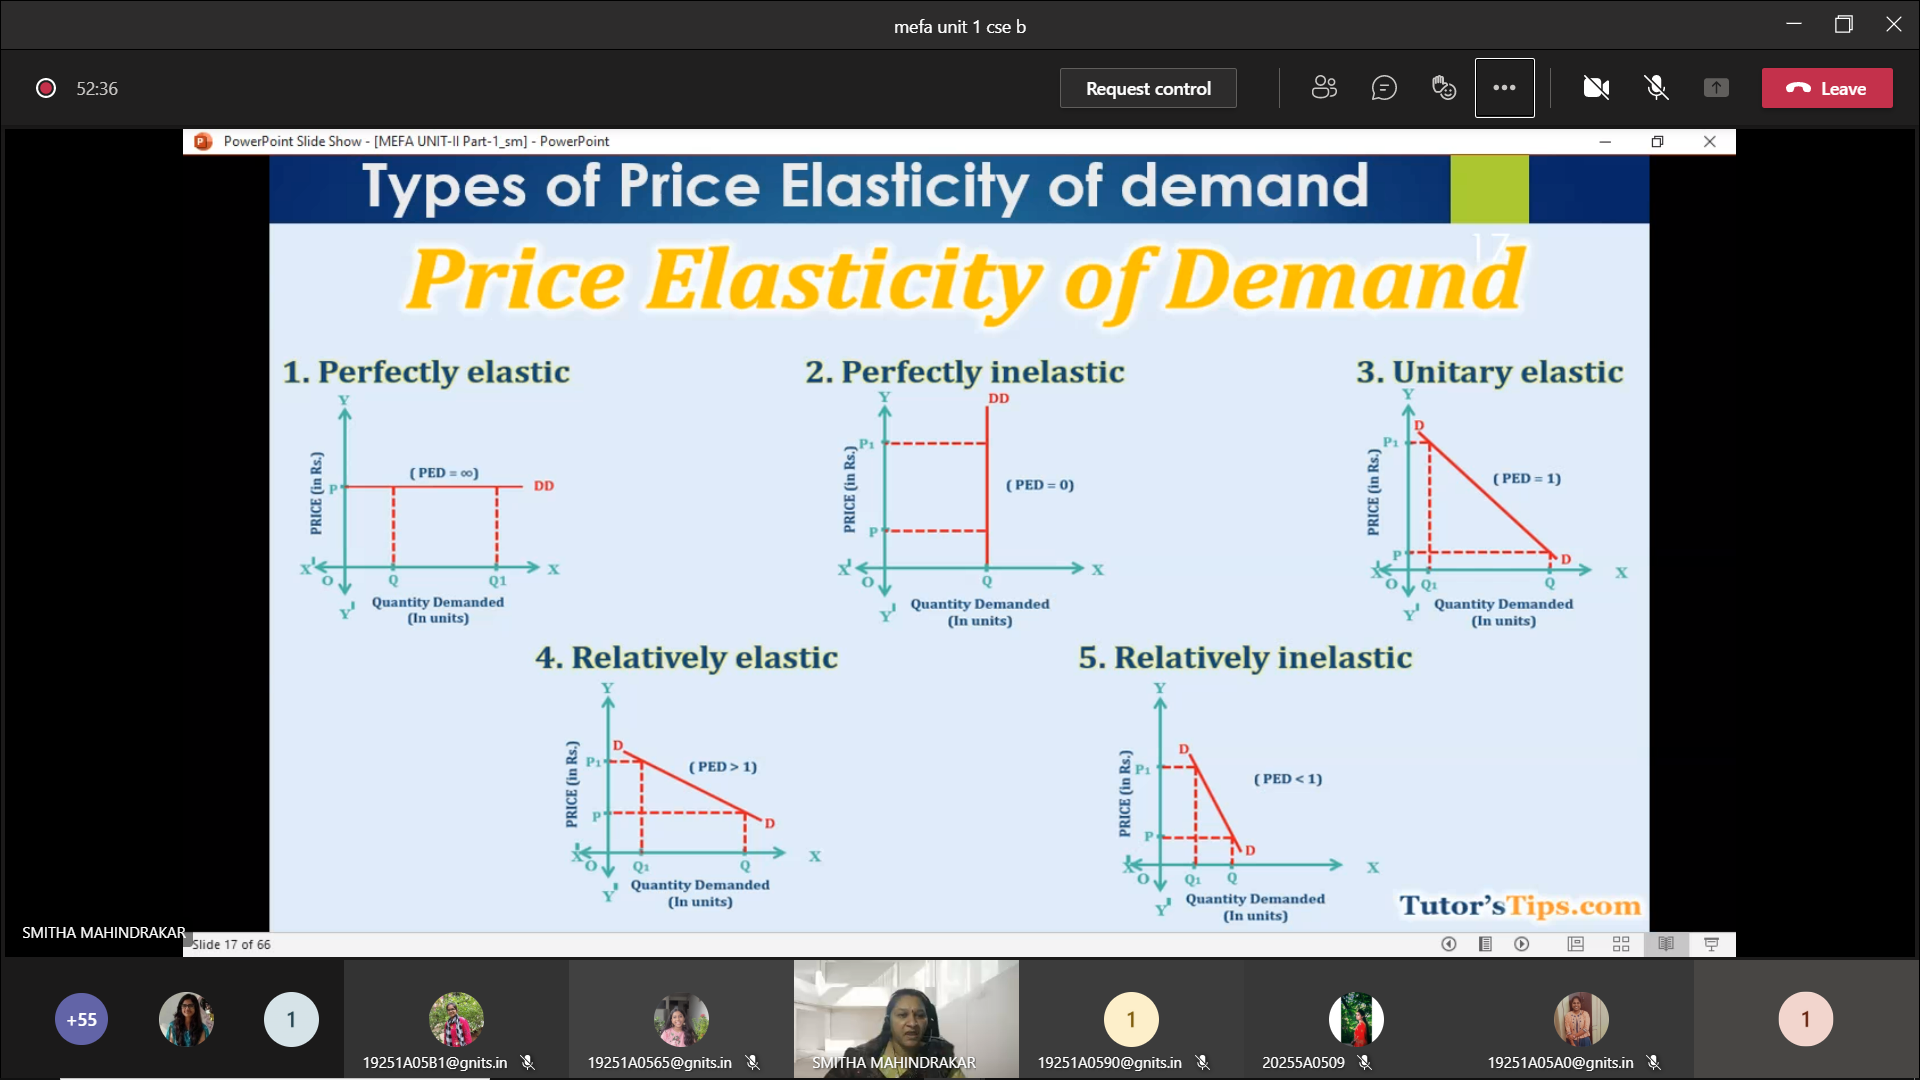 mefa unit 1 cse b
52:36
Request control
Leave
PowerPoint Slide Show - [MEFA UNIT-II Part-1_sm] - PowerPoint
Types of Price Elasticity of demand
17
Price Elasticity of Demand
1. Perfectly elastic
Y
PRICE (in Rs.)
( PED = ∞)
P
DD
X'
O
Q
Q1
X
Y'
Quantity Demanded
(In units)
2. Perfectly inelastic
Y
DD
P1
PRICE (in Rs.)
( PED = 0)
P
X'
O
Q
X
Y'
Quantity Demanded
(In units)
3. Unitary elastic
Y
D
P1
PRICE (in Rs.)
( PED = 1)
P
D
X'
O
Q1
Q
X
Y'
Quantity Demanded
(In units)
4. Relatively elastic
Y
D
P1
PRICE (in Rs.)
( PED > 1)
P
D
X'
O
Q1
Q
X
Y'
Quantity Demanded
(In units)
5. Relatively inelastic
Y
D
P1
PRICE (in Rs.)
( PED < 1)
P
D
X'
O
Q1
Q
X
Y'
Quantity Demanded
(In units)
Tutor'sTips.com
SMITHA MAHINDRAKAR
Slide 17 of 66
+55
1
19251A05B1@gnits.in
19251A0565@gnits.in
SMITHA MAHINDRAKAR
1
19251A0590@gnits.in
20255A0509
19251A05A0@gnits.in
1